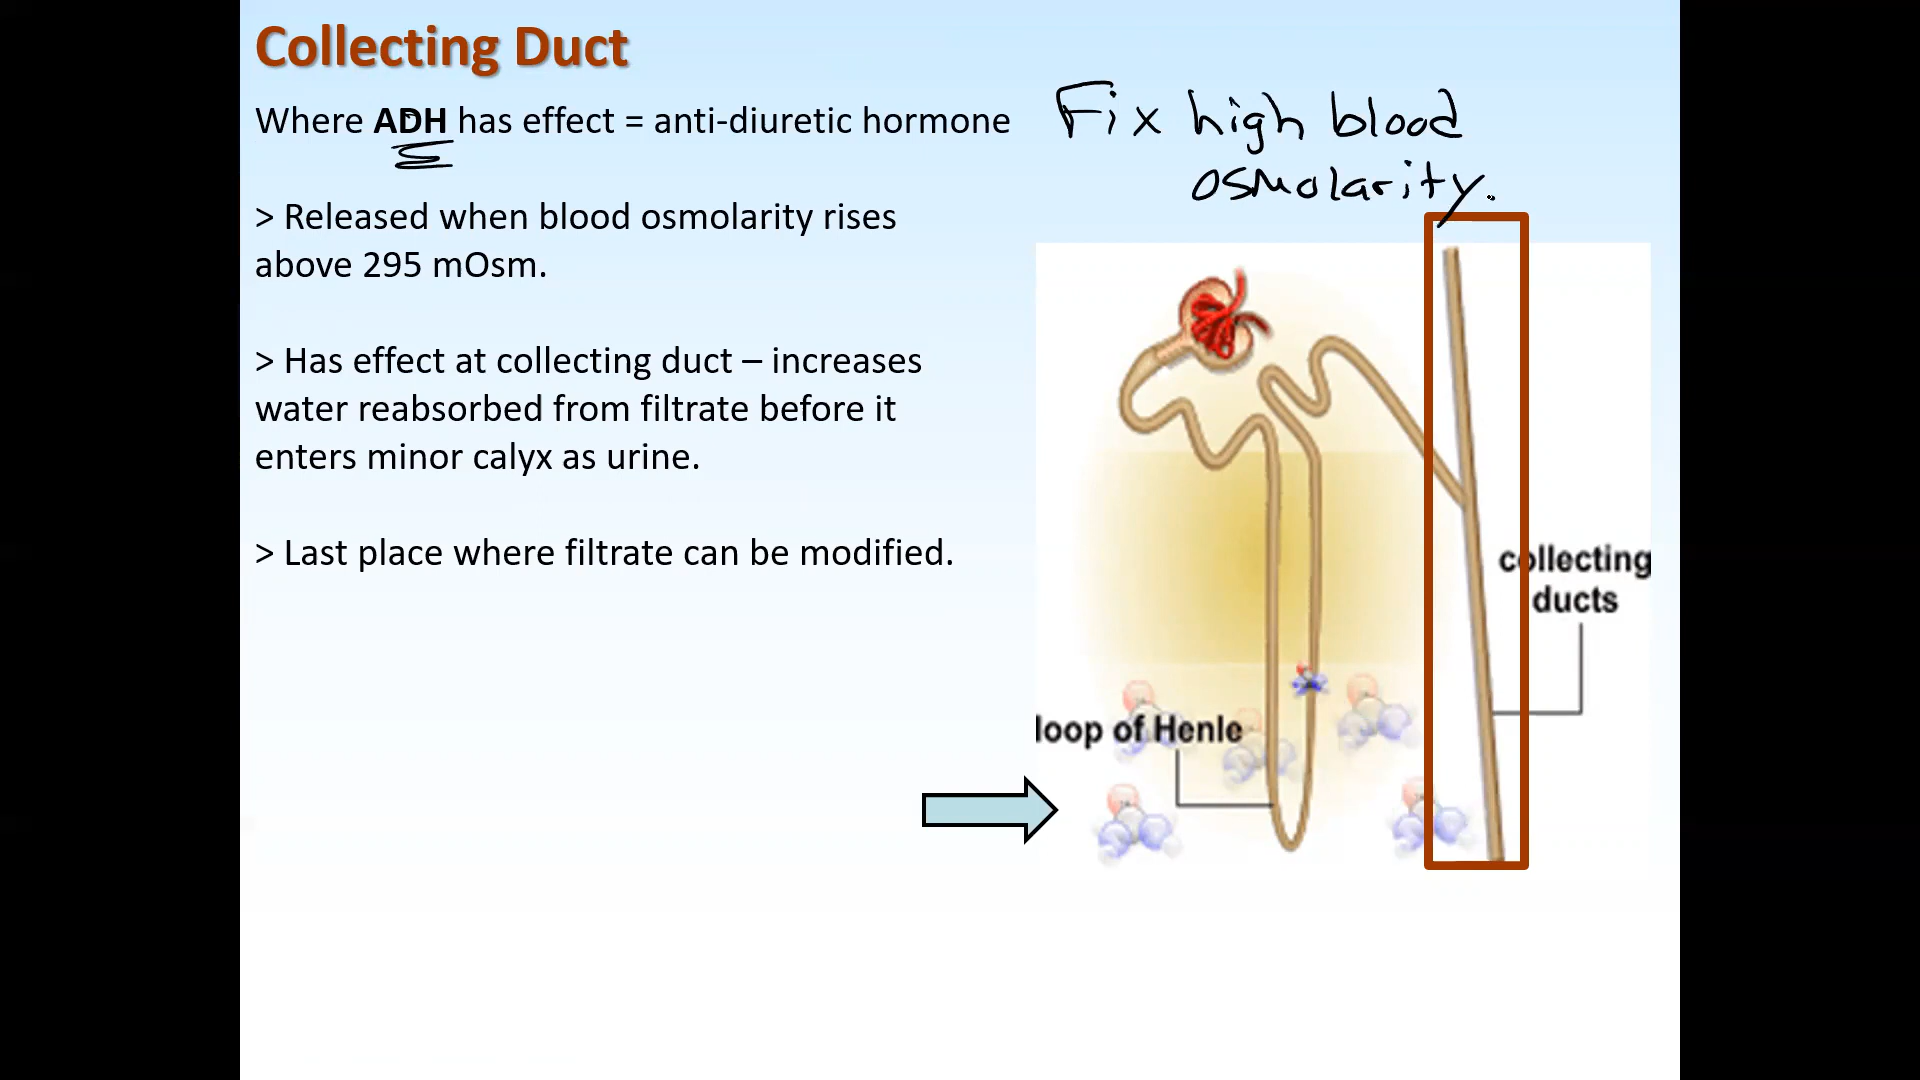 Collecting Duct
Where ADH has effect = anti-diuretic hormone
Fix high blood
osmolarity.
> Released when blood osmolarity rises
above 295 mOsm.
> Has effect at collecting duct – increases
water reabsorbed from filtrate before it
enters minor calyx as urine.
> Last place where filtrate can be modified.
collecting
ducts
loop of Henle